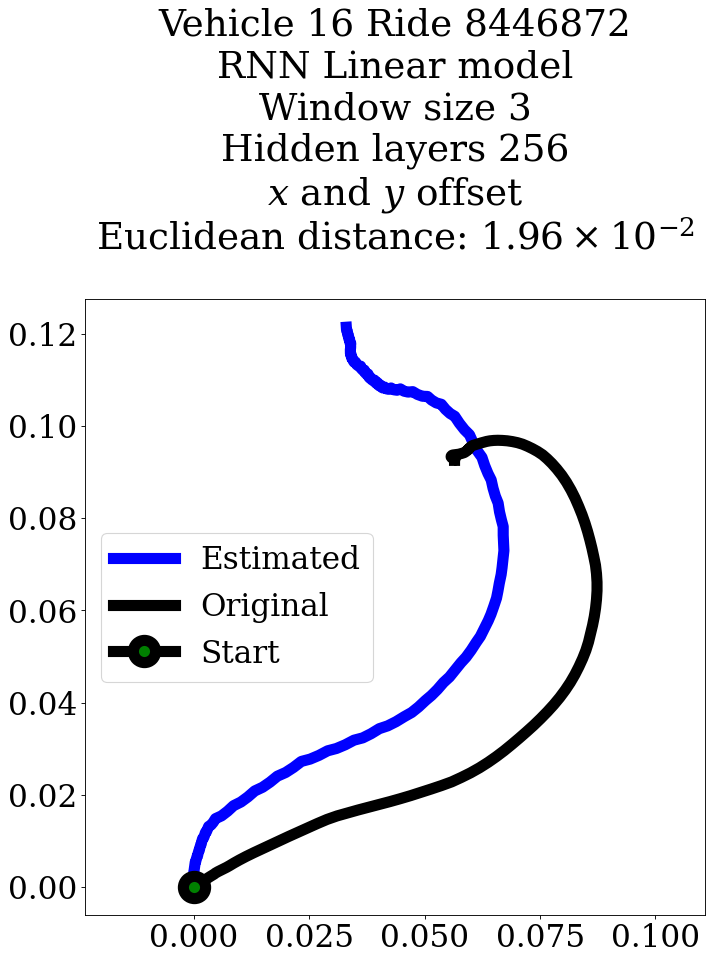 Vehicle 16 Ride 8446872
RNN Linear model
Window size 3
Hidden layers 256
x and y offset
Euclidean distance: 1.96 × 10⁻²
0.12
0.10
0.08
0.06
0.04
0.02
0.00
Estimated
Original
Start
0.000 0.025 0.050 0.075 0.100